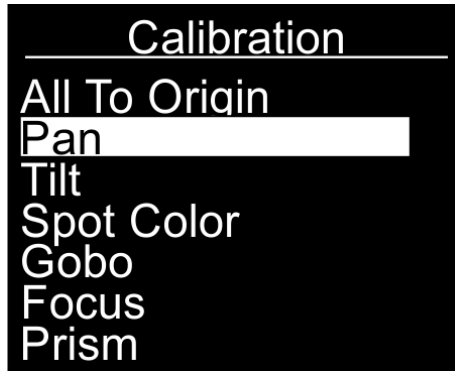 Calibration
All To Origin
Pan
Tilt
Spot Color
Gobo
Focus
Prism